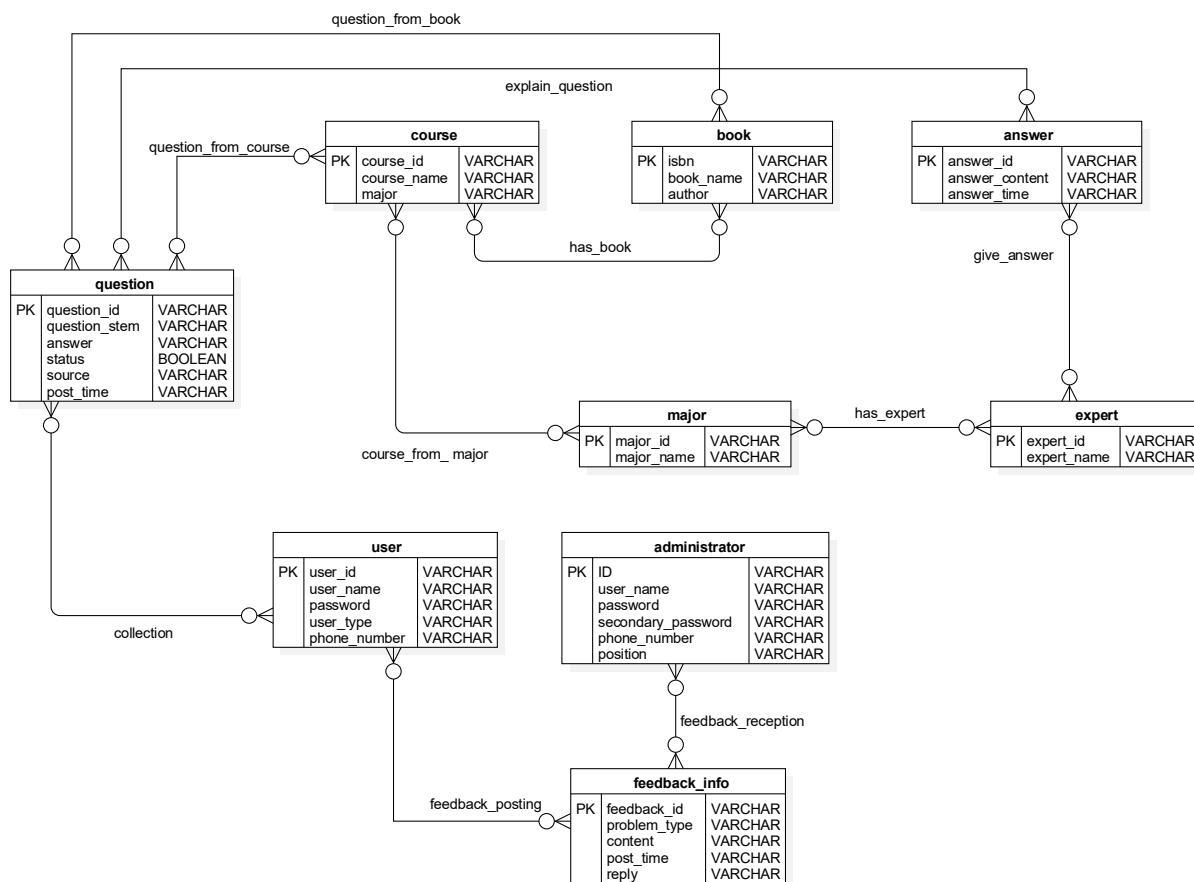 question_from_book
explain_question
question_from_course
course
PK course_id VARCHAR
course_name VARCHAR
major VARCHAR
book
PK isbn VARCHAR
book_name VARCHAR
author VARCHAR
answer
PK answer_id VARCHAR
answer_content VARCHAR
answer_time VARCHAR
has_book
give_answer
question
PK question_id VARCHAR
question_stem VARCHAR
answer VARCHAR
status BOOLEAN
source VARCHAR
post_time VARCHAR
course_from_ major
major
PK major_id VARCHAR
major_name VARCHAR
has_expert
expert
PK expert_id VARCHAR
expert_name VARCHAR
collection
user
PK user_id VARCHAR
user_name VARCHAR
password VARCHAR
user_type VARCHAR
phone_number VARCHAR
administrator
PK ID VARCHAR
user_name VARCHAR
password VARCHAR
secondary_password VARCHAR
phone_number VARCHAR
position VARCHAR
feedback_reception
feedback_posting
feedback_info
PK feedback_id VARCHAR
problem_type VARCHAR
content VARCHAR
post_time VARCHAR
reply VARCHAR